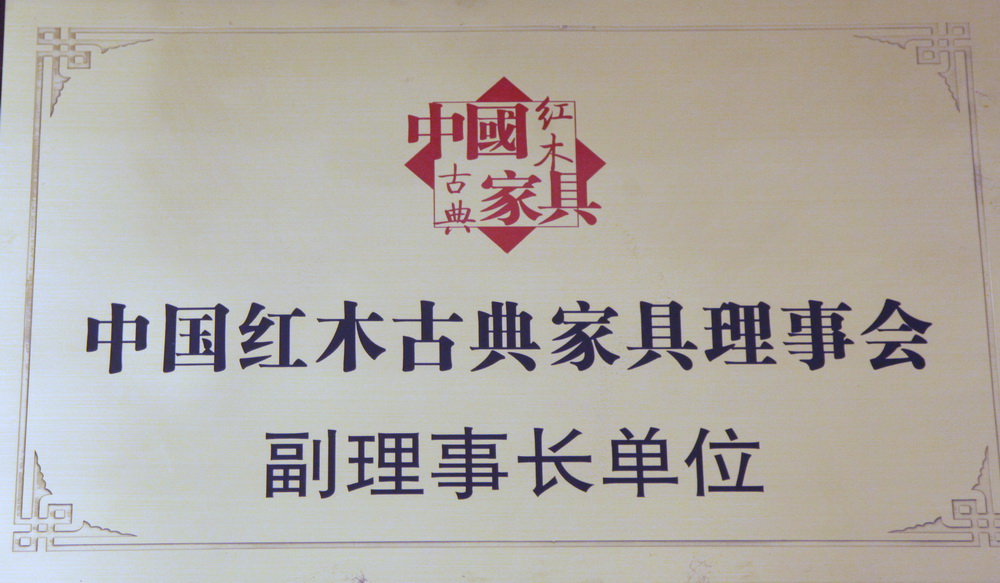 中國红木
古典家具
中国红木古典家具理事会
副理事长单位